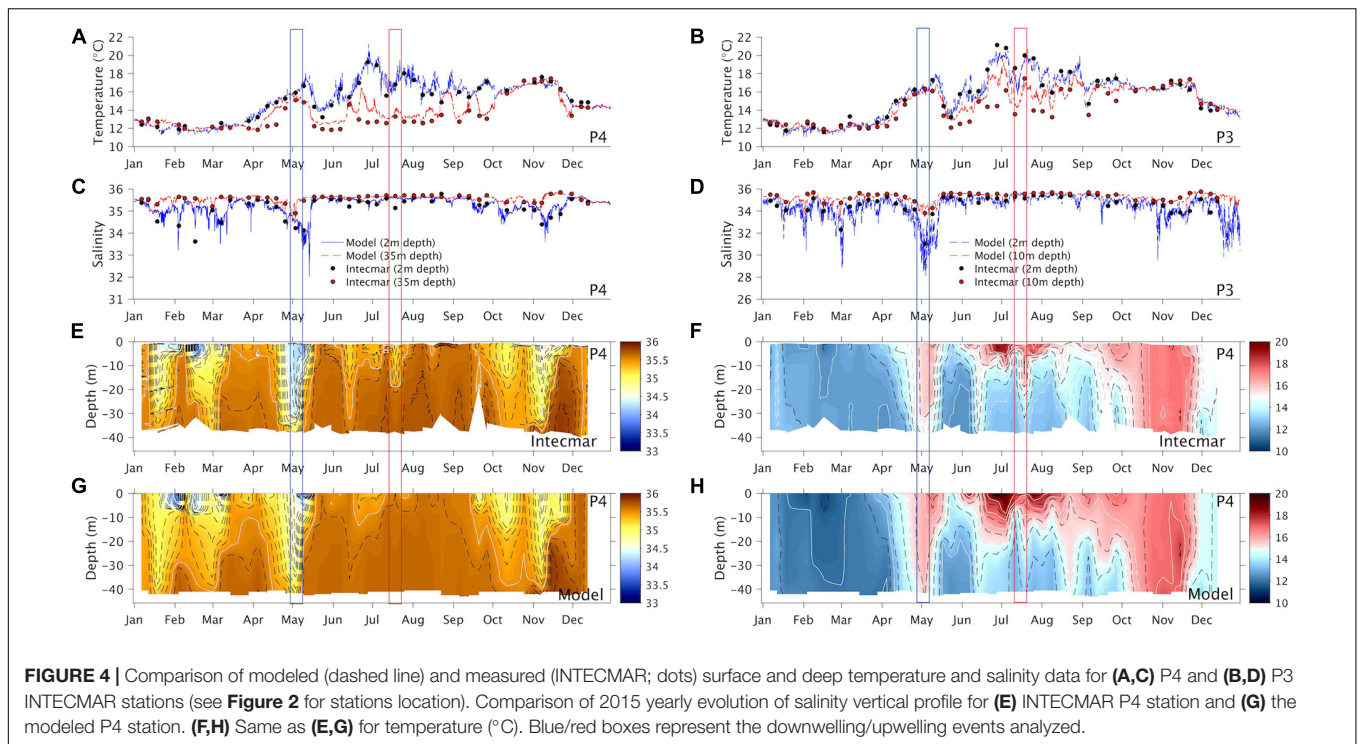 A
Temperature (°C)
22
20
18
16
14
12
10
P4
Jan Feb Mar Apr May Jun Jul Aug Sep Oct Nov Dec
B
Temperature (°C)
22
20
18
16
14
12
10
P3
Jan Feb Mar Apr May Jun Jul Aug Sep Oct Nov Dec
C
Salinity
36
35
34
33
32
31
Model (2m depth)
Model (35m depth)
Intecmar (2m depth)
Intecmar (35m depth)
P4
Jan Feb Mar Apr May Jun Jul Aug Sep Oct Nov Dec
D
Salinity
36
34
32
30
28
26
Model (2m depth)
Model (10m depth)
Intecmar (2m depth)
Intecmar (10m depth)
P3
Jan Feb Mar Apr May Jun Jul Aug Sep Oct Nov Dec
E
Depth (m)
0
-10
-20
-30
-40
P4
Intecmar
36
35.5
35
34.5
34
33.5
33
Jan Feb Mar Apr May Jun Jul Aug Sep Oct Nov Dec
F
Depth (m)
0
-10
-20
-30
-40
P4
Intecmar
20
18
16
14
12
10
Jan Feb Mar Apr May Jun Jul Aug Sep Oct Nov Dec
G
Depth (m)
0
-10
-20
-30
-40
P4
Model
36
35.5
35
34.5
34
33.5
33
Jan Feb Mar Apr May Jun Jul Aug Sep Oct Nov Dec
H
Depth (m)
0
-10
-20
-30
-40
P4
Model
20
18
16
14
12
10
Jan Feb Mar Apr May Jun Jul Aug Sep Oct Nov Dec
FIGURE 4 | Comparison of modeled (dashed line) and measured (INTECMAR; dots) surface and deep temperature and salinity data for (A,C) P4 and (B,D) P3
INTECMAR stations (see Figure 2 for stations location). Comparison of 2015 yearly evolution of salinity vertical profile for (E) INTECMAR P4 station and (G) the
modeled P4 station. (F,H) Same as (E,G) for temperature (°C). Blue/red boxes represent the downwelling/upwelling events analyzed.